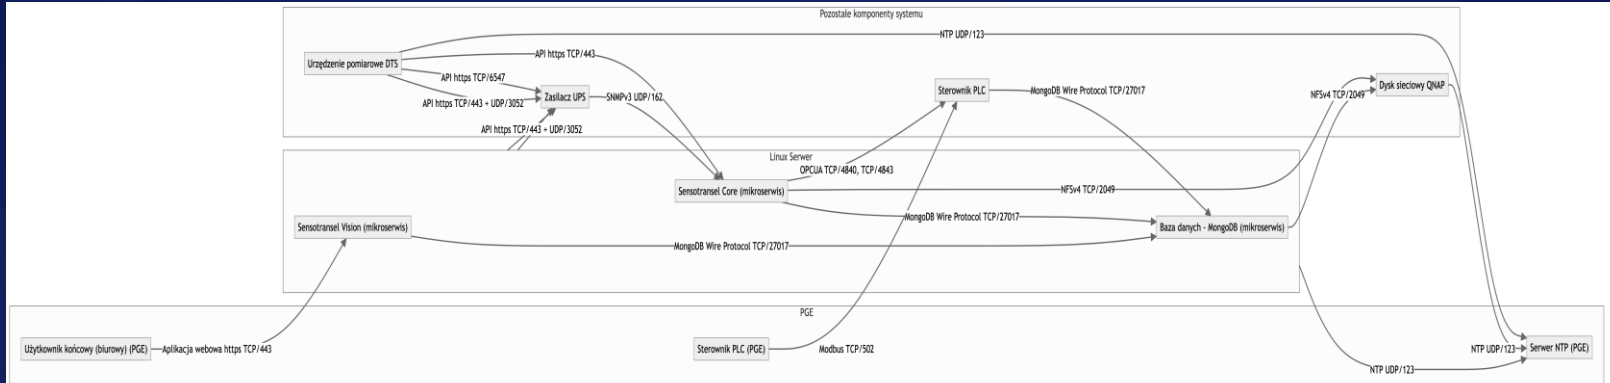 Pozostałe komponenty systemu
NTP UDP/123
Urządzenie pomiarowe DTS
API https TCP/443
API https TCP/6547
API https TCP/443 + UDP/3052
Zasilacz UPS
SNMPv3 UDP/162
API https TCP/443 + UDP/3052
Sterownik PLC
MongoDB Wire Protocol TCP/27017
Dysk sieciowy QNAP
NFSv4 TCP/2049
Linux Serwer
OPCUA TCP/4840, TCP/4843
Sensotransel Core (mikroserwis)
NFSv4 TCP/2049
MongoDB Wire Protocol TCP/27017
Sensotransel Vision (mikroserwis)
Baza danych - MongoDB (mikroserwis)
MongoDB Wire Protocol TCP/27017
PGE
Użytkownik końcowy (biurowy) (PGE)
Aplikacja webowa https TCP/443
Sterownik PLC (PGE)
Modbus TCP/502
NTP UDP/123
Serwer NTP (PGE)
NTP UDP/123